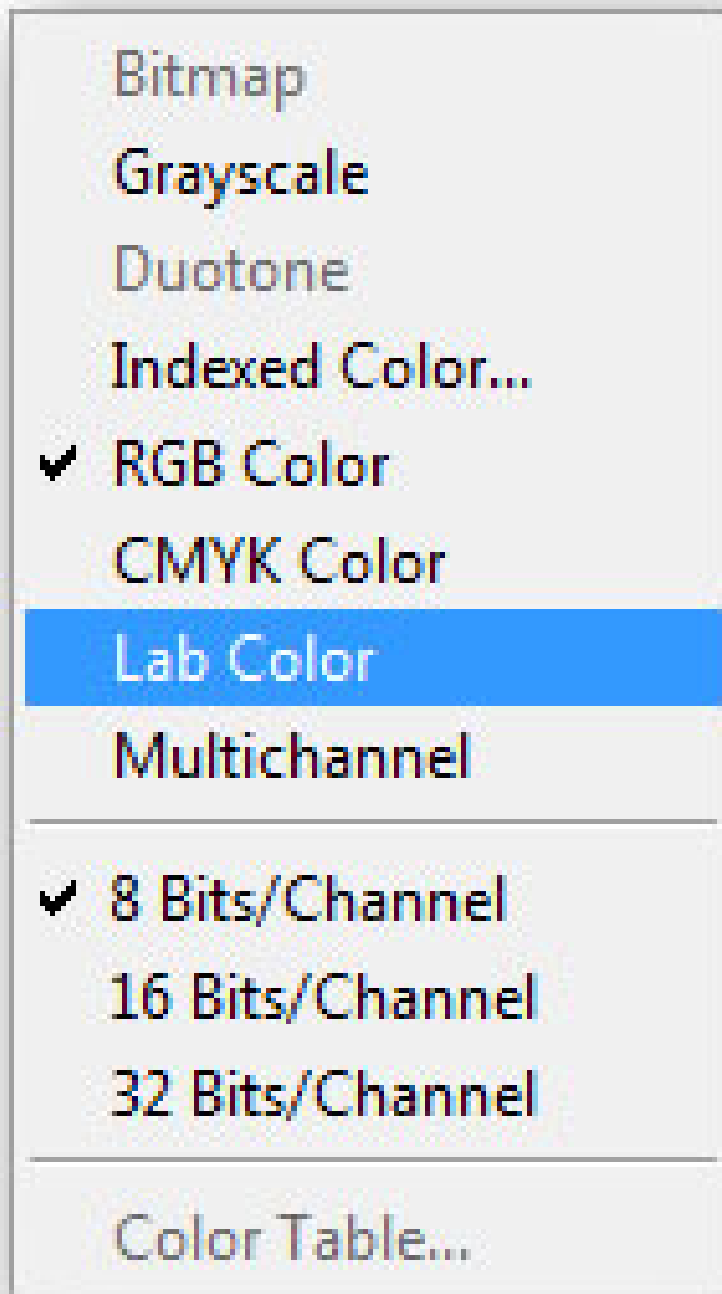 Bitmap
Grayscale
Duotone
Indexed Color...
RGB Color
CMYK Color
Lab Color
Multichannel
8 Bits/Channel
16 Bits/Channel
32 Bits/Channel
Color Table...